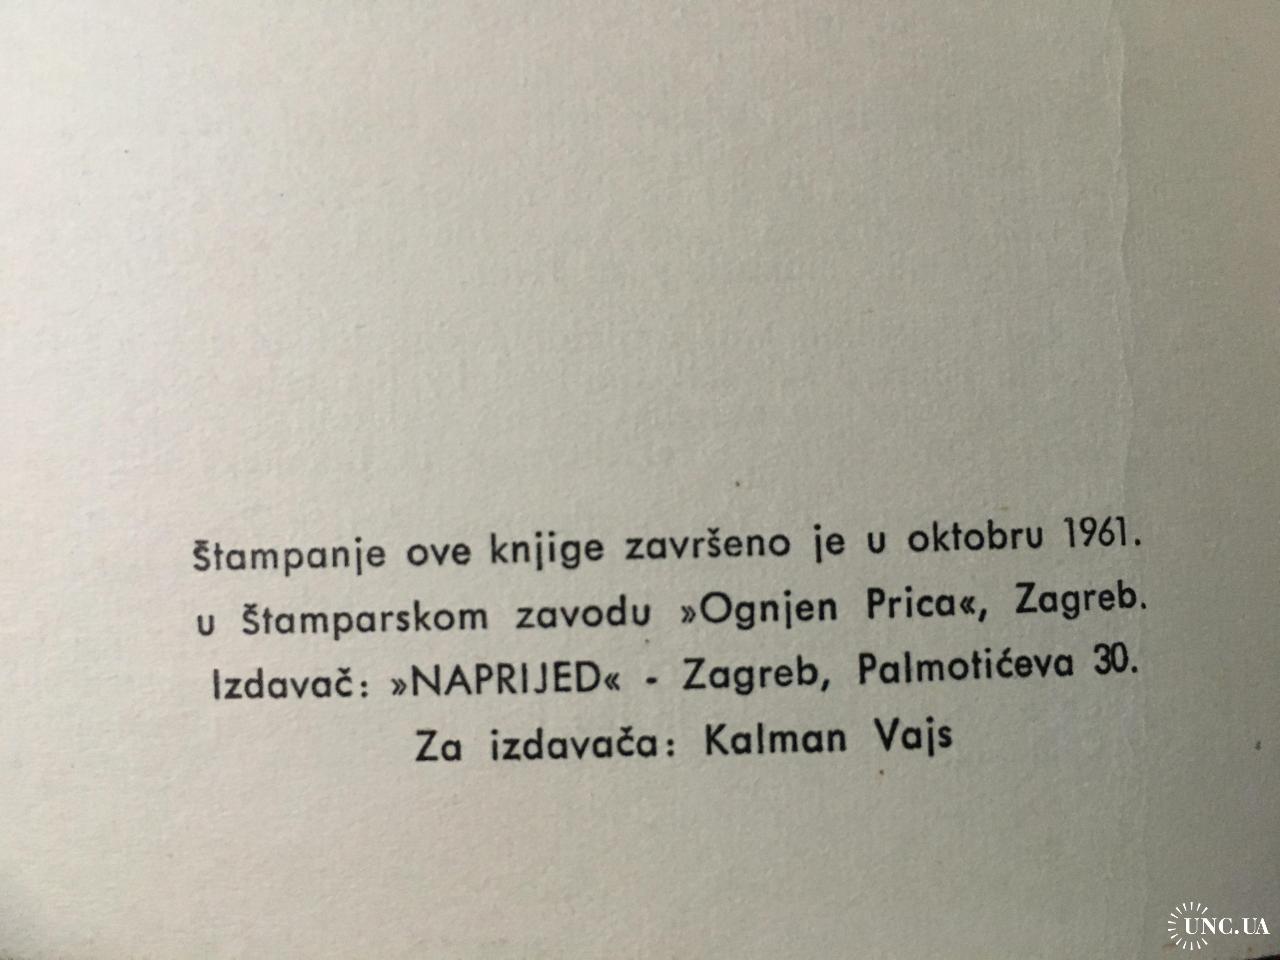 Štampanje ove knjige završeno je u oktobru 1961.
u Štamparskom zavodu »Ognjen Prica«, Zagreb.
Izdavač: »NAPRIJED« - Zagreb, Palmotićeva 30.
Za izdavača: Kalman Vajs
UNC.UA